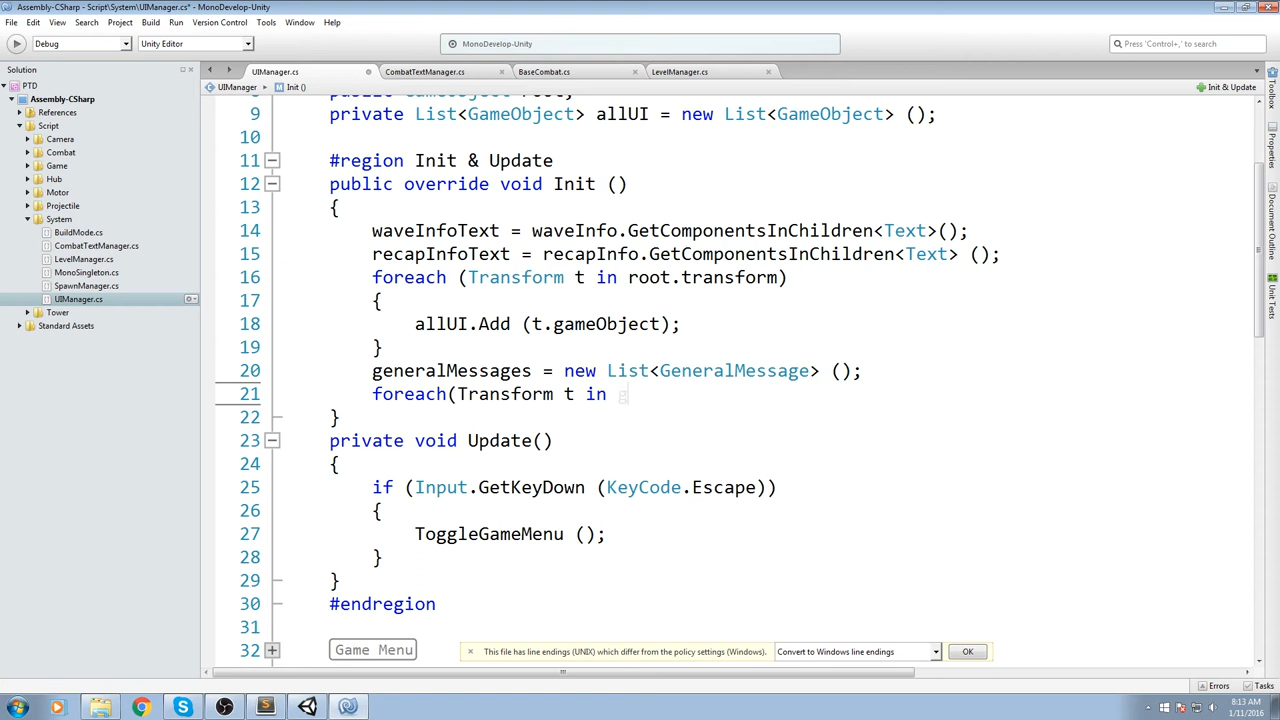 Assembly-CSharp - Script\System\UIManager.cs* - MonoDevelop-Unity
File Edit View Search Project Build Run Version Control Tools Window Help
Debug Unity Editor MonoDevelop-Unity Press 'Control+,' to search
Solution
UIManager.cs CombatTextManager.cs BaseCombat.cs LevelManager.cs
PTD
UIManager Init () Init & Update
Assembly-CSharp
References
Script
Camera
Combat
Game
Hub
Motor
Projectile
System
BuildMode.cs
CombatTextManager.cs
LevelManager.cs
MonoSingleton.cs
SpawnManager.cs
UIManager.cs
Tower
Standard Assets
9 private List<GameObject> allUI = new List<GameObject> ();
10
11 #region Init & Update
12 public override void Init ()
13 {
14 waveInfoText = waveInfo.GetComponentsInChildren<Text>();
15 recapInfoText = recapInfo.GetComponentsInChildren<Text> ();
16 foreach (Transform t in root.transform)
17 {
18 allUI.Add (t.gameObject);
19 }
20 generalMessages = new List<GeneralMessage> ();
21 foreach(Transform t in g
22 }
23 private void Update()
24 {
25 if (Input.GetKeyDown (KeyCode.Escape))
26 {
27 ToggleGameMenu ();
28 }
29 }
30 #endregion
31
32 Game Menu
This file has line endings (UNIX) which differ from the policy settings (Windows). Convert to Windows line endings OK
Toolbox
Properties
Document Outline
Unit Tests
Errors Tasks
8:13 AM
1/11/2016